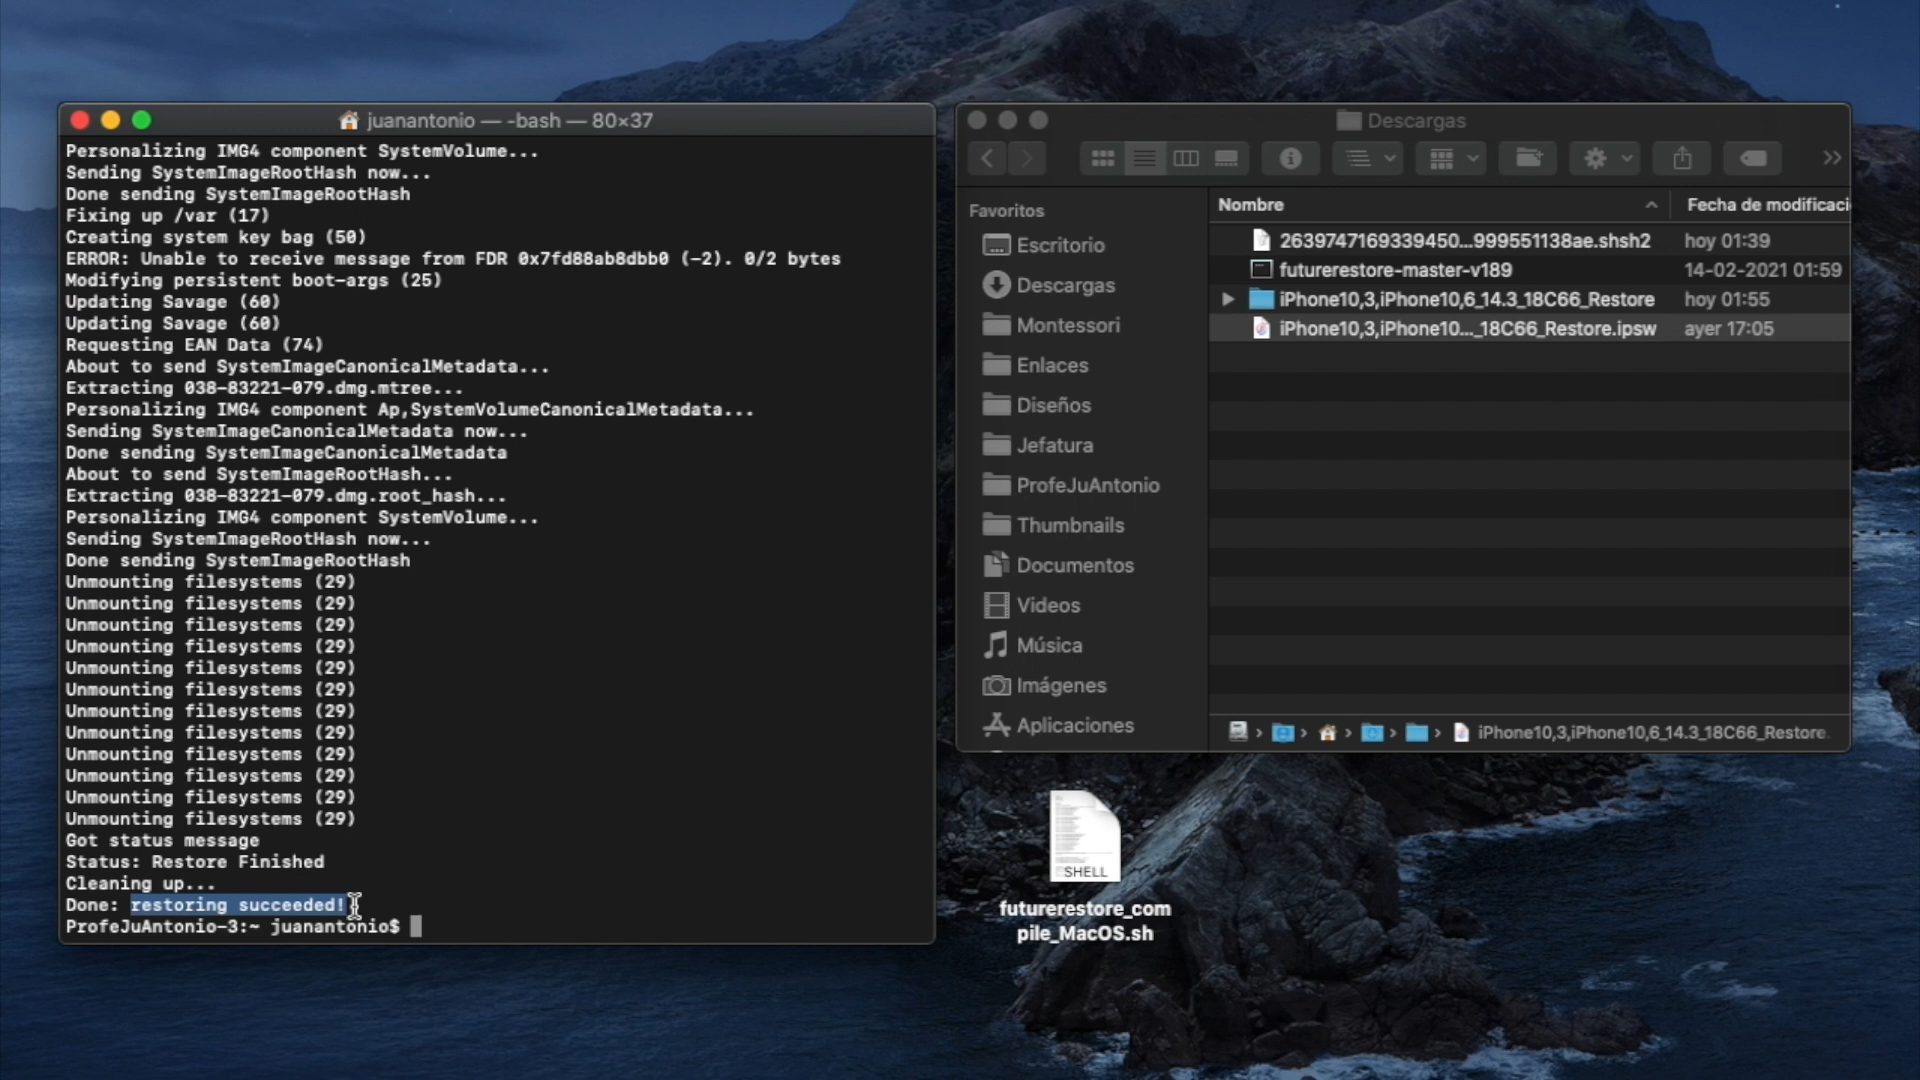 juanantonio — -bash — 80×37
Personalizing IMG4 component SystemVolume...
Sending SystemImageRootHash now...
Done sending SystemImageRootHash
Fixing up /var (17)
Creating system key bag (50)
ERROR: Unable to receive message from FDR 0x7fd88ab8dbb0 (-2). 0/2 bytes
Modifying persistent boot-args (25)
Updating Savage (60)
Updating Savage (60)
Requesting EAN Data (74)
About to send SystemImageCanonicalMetadata...
Extracting 038-83221-079.dmg.mtree...
Personalizing IMG4 component Ap,SystemVolumeCanonicalMetadata...
Sending SystemImageCanonicalMetadata now...
Done sending SystemImageCanonicalMetadata
About to send SystemImageRootHash...
Extracting 038-83221-079.dmg.root_hash...
Personalizing IMG4 component SystemVolume...
Sending SystemImageRootHash now...
Done sending SystemImageRootHash
Unmounting filesystems (29)
Unmounting filesystems (29)
Unmounting filesystems (29)
Unmounting filesystems (29)
Unmounting filesystems (29)
Unmounting filesystems (29)
Unmounting filesystems (29)
Unmounting filesystems (29)
Unmounting filesystems (29)
Unmounting filesystems (29)
Unmounting filesystems (29)
Unmounting filesystems (29)
Got status message
Status: Restore Finished
Cleaning up...
Done: restoring succeeded!
ProfeJuAntonio-3:~ juanantonio$
Descargas
Favoritos
Escritorio
Descargas
Montessori
Enlaces
Diseños
Jefatura
ProfeJuAntonio
Thumbnails
Documentos
Videos
Música
Imágenes
Aplicaciones
Nombre Fecha de modificaci
2639747169339450...999551138ae.shsh2 hoy 01:39
futurerestore-master-v189 14-02-2021 01:59
iPhone10,3,iPhone10,6_14.3_18C66_Restore hoy 01:55
iPhone10,3,iPhone10..._18C66_Restore.ipsw ayer 17:05
iPhone10,3,iPhone10,6_14.3_18C66_Restore.
SHELL
futurerestore_com
pile_MacOS.sh